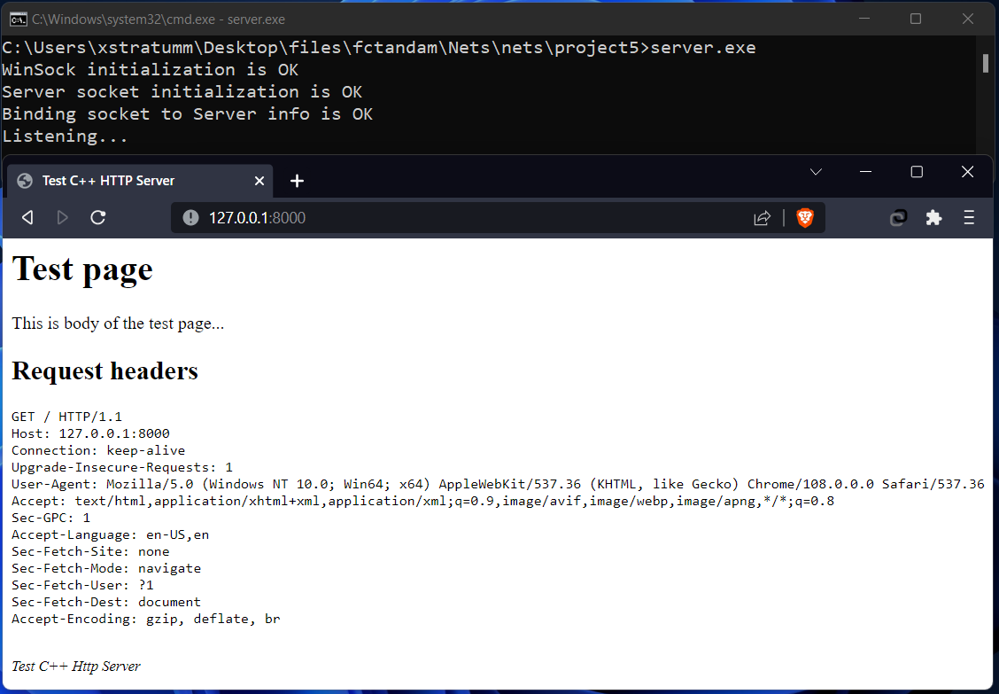 C:\Windows\system32\cmd.exe - server.exe
C:\Users\xstratumm\Desktop\files\fctandam\Nets\nets\project5>server.exe
WinSock initialization is OK
Server socket initialization is OK
Binding socket to Server info is OK
Listening...
Test C++ HTTP Server
127.0.0.1:8000
Test page
This is body of the test page...
Request headers
GET / HTTP/1.1
Host: 127.0.0.1:8000
Connection: keep-alive
Upgrade-Insecure-Requests: 1
User-Agent: Mozilla/5.0 (Windows NT 10.0; Win64; x64) AppleWebKit/537.36 (KHTML, like Gecko) Chrome/108.0.0.0 Safari/537.36
Accept: text/html,application/xhtml+xml,application/xml;q=0.9,image/avif,image/webp,image/apng,*/*;q=0.8
Sec-GPC: 1
Accept-Language: en-US,en
Sec-Fetch-Site: none
Sec-Fetch-Mode: navigate
Sec-Fetch-User: ?1
Sec-Fetch-Dest: document
Accept-Encoding: gzip, deflate, br
Test C++ Http Server